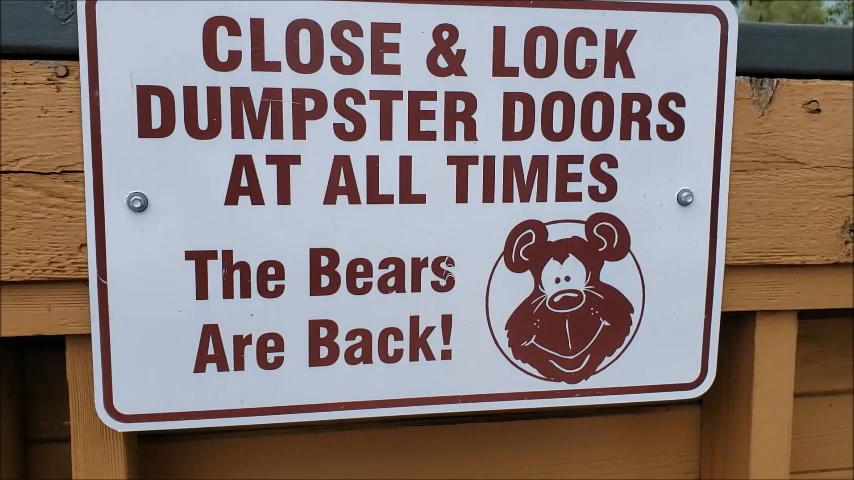 CLOSE & LOCK
DUMPSTER DOORS
AT ALL TIMES
The Bears
Are Back!